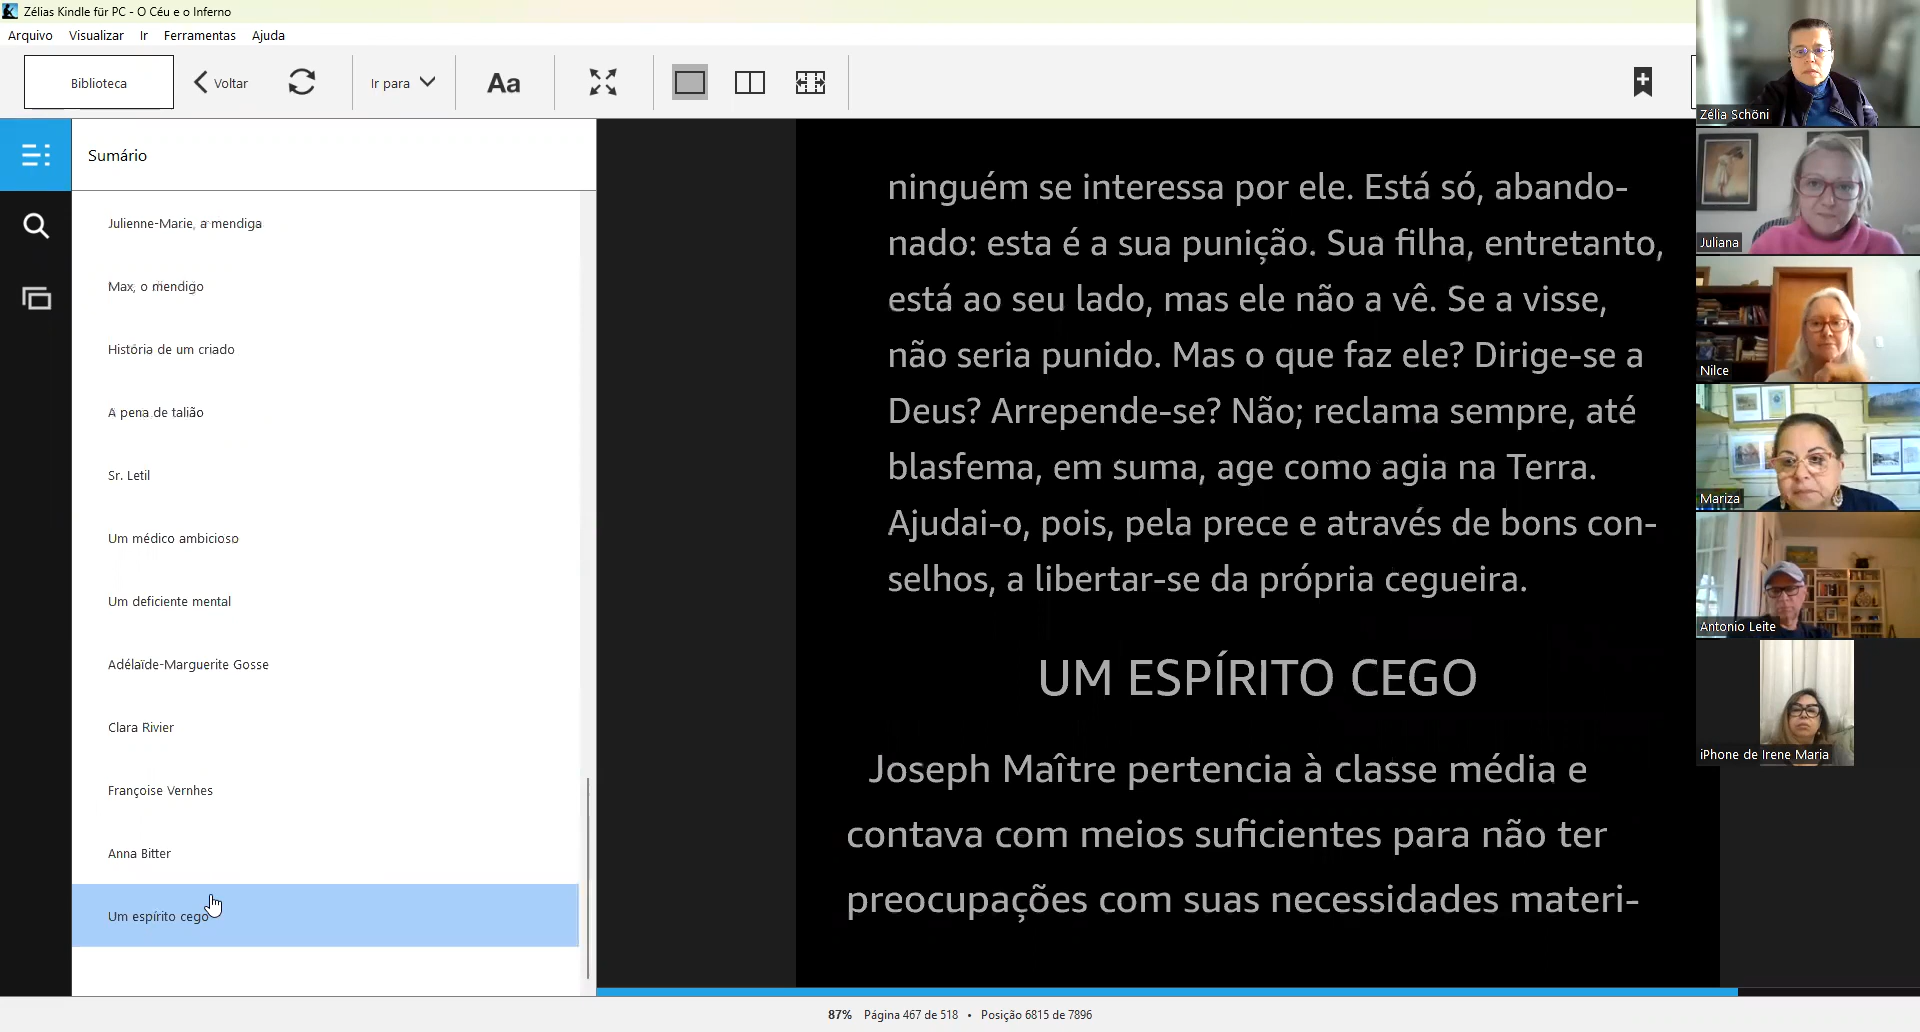 Zélias Kindle für PC - O Céu e o Inferno
Arquivo Visualizar Ir Ferramentas Ajuda
Biblioteca Voltar Ir para Aa
Sumário
Julienne-Marie, a mendiga
Max, o mendigo
História de um criado
A pena de talião
Sr. Letil
Um médico ambicioso
Um deficiente mental
Adélaïde-Marguerite Gosse
Clara Rivier
Françoise Vernhes
Anna Bitter
Um espírito cego
ninguém se interessa por ele. Está só, abando-
nado: esta é a sua punição. Sua filha, entretanto,
está ao seu lado, mas ele não a vê. Se a visse,
não seria punido. Mas o que faz ele? Dirige-se a
Deus? Arrepende-se? Não; reclama sempre, até
blasfema, em suma, age como agia na Terra.
Ajudai-o, pois, pela prece e através de bons con-
selhos, a libertar-se da própria cegueira.
UM ESPÍRITO CEGO
Joseph Maître pertencia à classe média e
contava com meios suficientes para não ter
preocupações com suas necessidades materi-
Zélia Schöni
Juliana
Nilce
Mariza
Antonio Leite
iPhone de Irene Maria
87% Página 467 de 518 • Posição 6815 de 7896